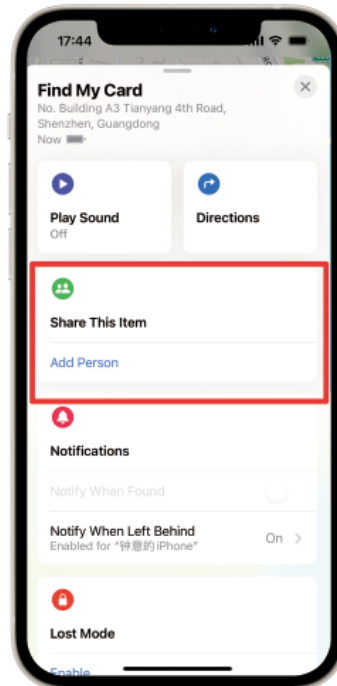 17:44
Find My Card
No. Building A3 Tianyang 4th Road,
Shenzhen, Guangdong
Now
Play Sound
Off
Directions
Share This Item
Add Person
Notifications
Notify When Found
Notify When Left Behind
Enabled for “钟意的iPhone”
On
Lost Mode
Enable